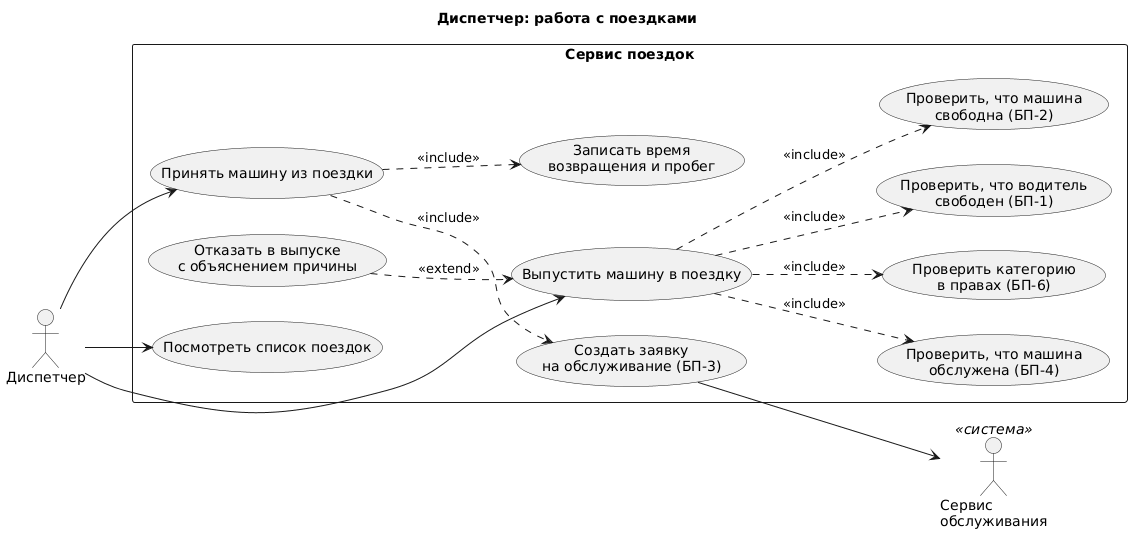 Диспетчер: работа с поездками
Сервис поездок
Проверить, что машина
свободна (БП-2)
«include»
Записать время
возвращения и пробег
«include»
Принять машину из поездки
Проверить, что водитель
свободен (БП-1)
«include»
«include»
Отказать в выпуске
с объяснением причины
«extend»
Выпустить машину в поездку
«include»
Проверить категорию
в правах (БП-6)
«include»
Посмотреть список поездок
Создать заявку
на обслуживание (БП-3)
Проверить, что машина
обслужена (БП-4)
Диспетчер
«система»
Сервис
обслуживания